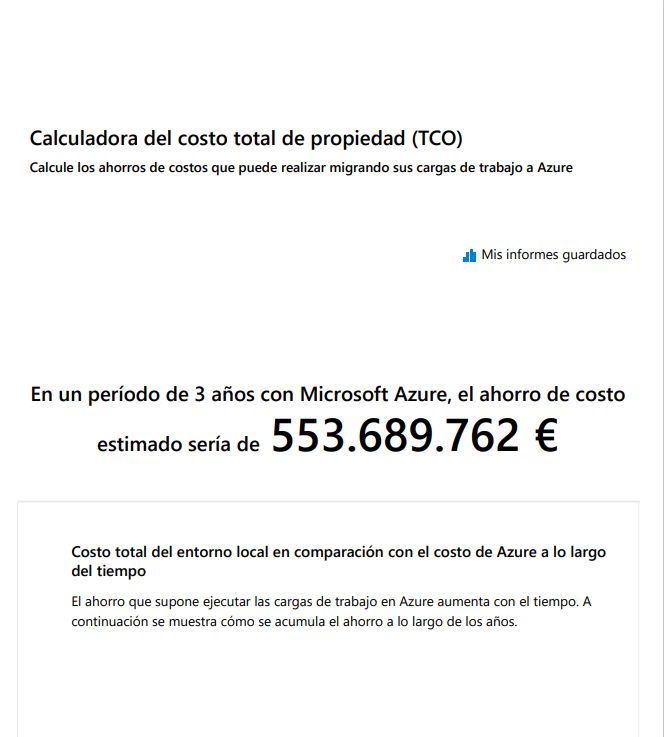 Calculadora del costo total de propiedad (TCO)
Calcule los ahorros de costos que puede realizar migrando sus cargas de trabajo a Azure
Mis informes guardados
En un período de 3 años con Microsoft Azure, el ahorro de costo
estimado sería de 553.689.762 €
Costo total del entorno local en comparación con el costo de Azure a lo largo
del tiempo
El ahorro que supone ejecutar las cargas de trabajo en Azure aumenta con el tiempo. A
continuación se muestra cómo se acumula el ahorro a lo largo de los años.